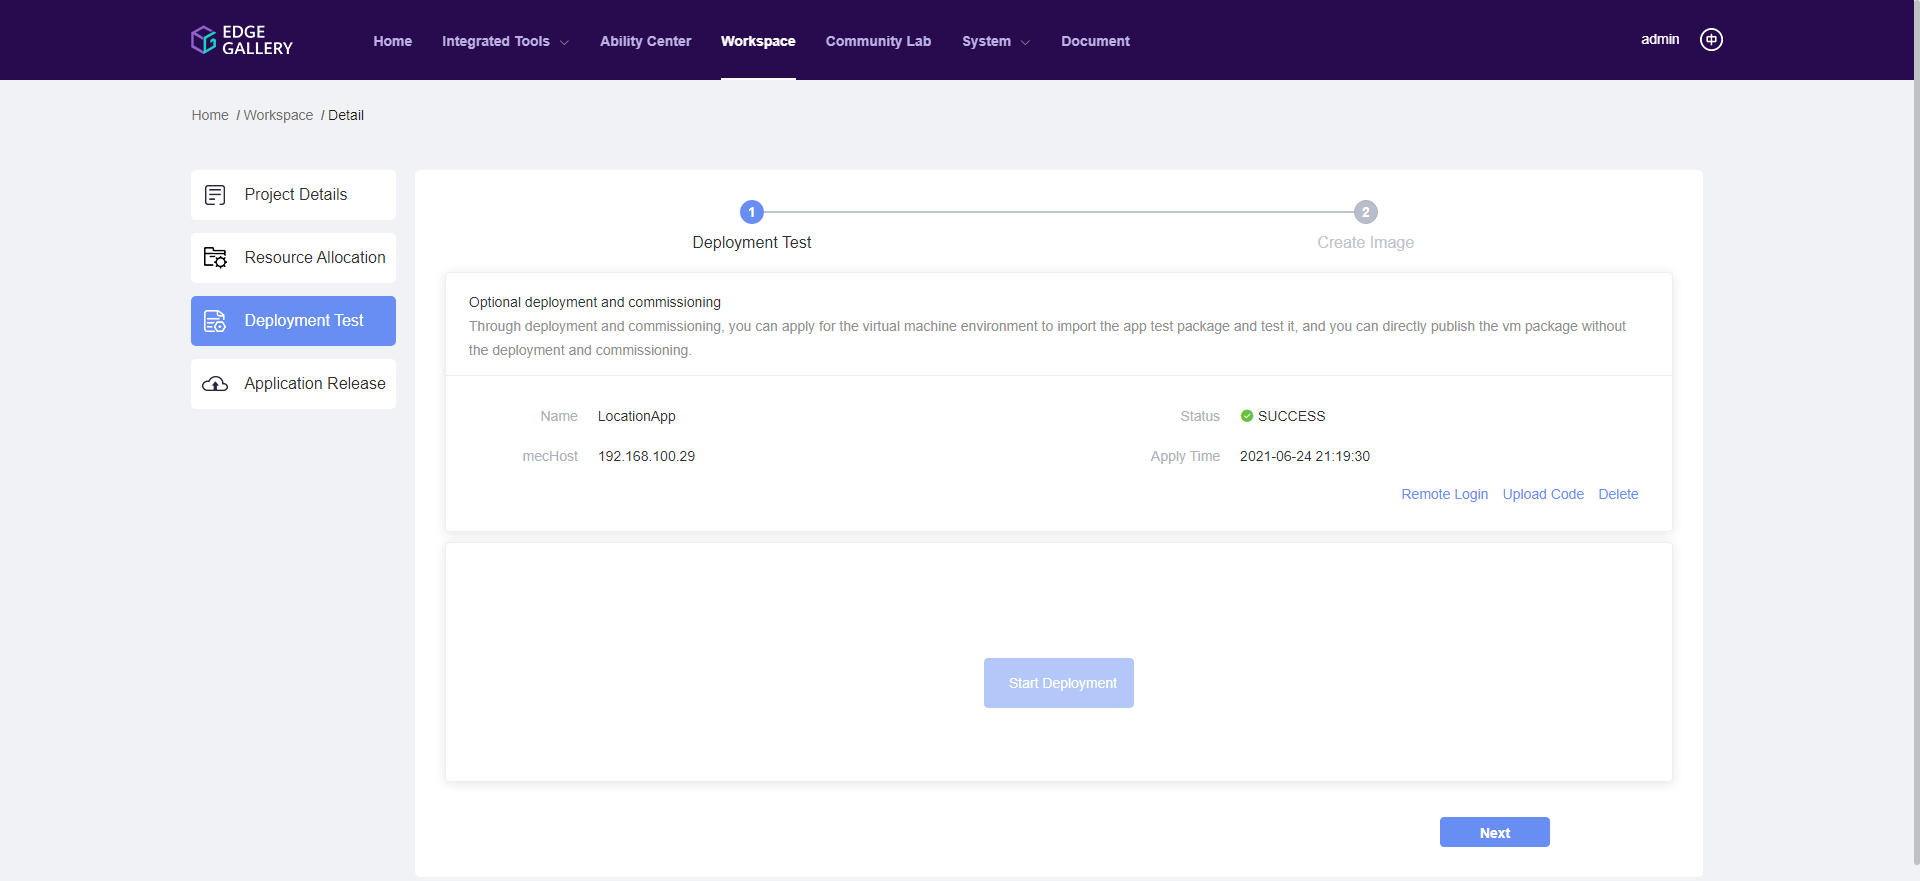 EDGE
GALLERY
Home Integrated Tools Ability Center Workspace Community Lab System Document
admin 中
Home / Workspace / Detail
Project Details
Resource Allocation
Deployment Test
Application Release
1 2
Deployment Test Create Image
Optional deployment and commissioning
Through deployment and commissioning, you can apply for the virtual machine environment to import the app test package and test it, and you can directly publish the vm package without
the deployment and commissioning.
Name LocationApp Status SUCCESS
mecHost 192.168.100.29 Apply Time 2021-06-24 21:19:30
Remote Login Upload Code Delete
Start Deployment
Next